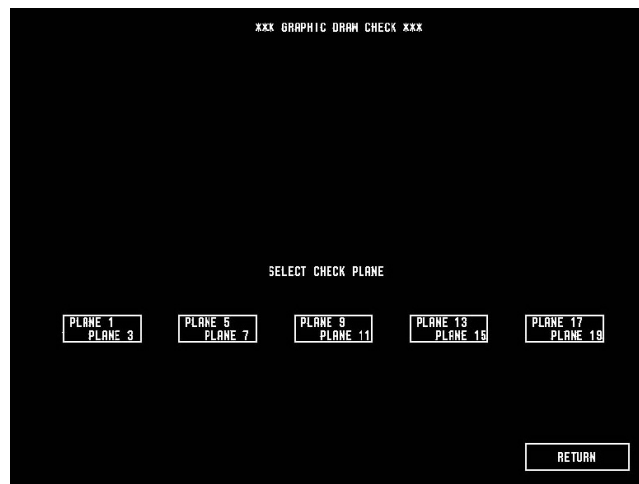 *** GRAPHIC DRAW CHECK ***
SELECT CHECK PLANE
PLANE 1
PLANE 3
PLANE 5
PLANE 7
PLANE 9
PLANE 11
PLANE 13
PLANE 15
PLANE 17
PLANE 19
RETURN